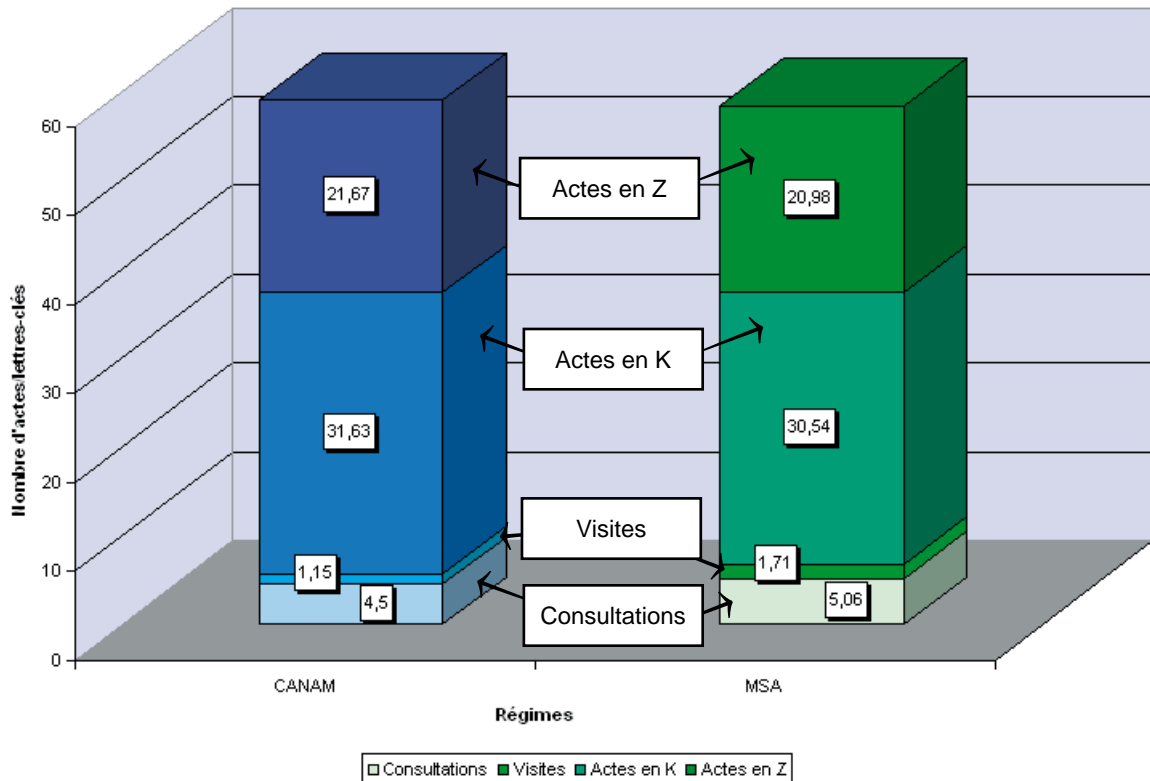 Nombre d'actes/lettres-clés
60
50
40
30
20
10
0
21,67
31,63
1,15
4,5
Actes en Z
Actes en K
Visites
Consultations
20,98
30,54
1,71
5,06
CANAM
MSA
Régimes
Consultations Visites Actes en K Actes en Z